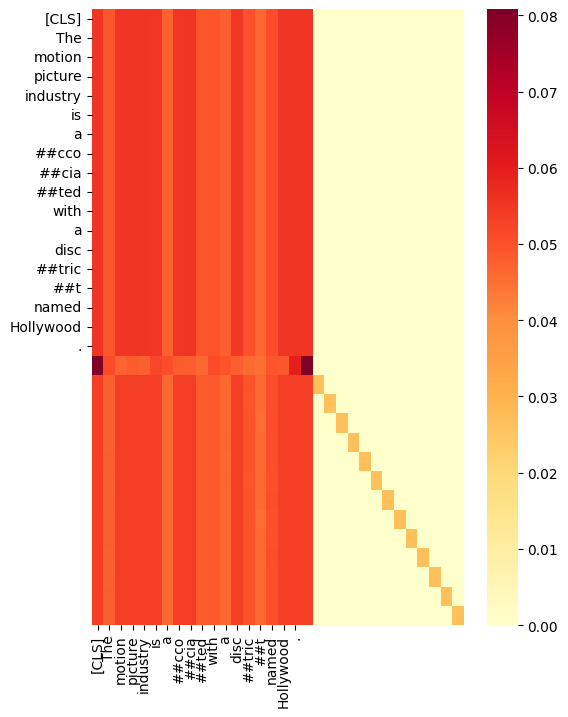 [CLS]
The
motion
picture
industry
is
a
##cco
##cia
##ted
with
a
disc
##tric
##t
named
Hollywood
.
0.08
0.07
0.06
0.05
0.04
0.03
0.02
0.01
0.00
[CLS]
The
motion
picture
industry
is
a
##cco
##cia
##ted
with
a
disc
##tric
##t
named
Hollywood
.